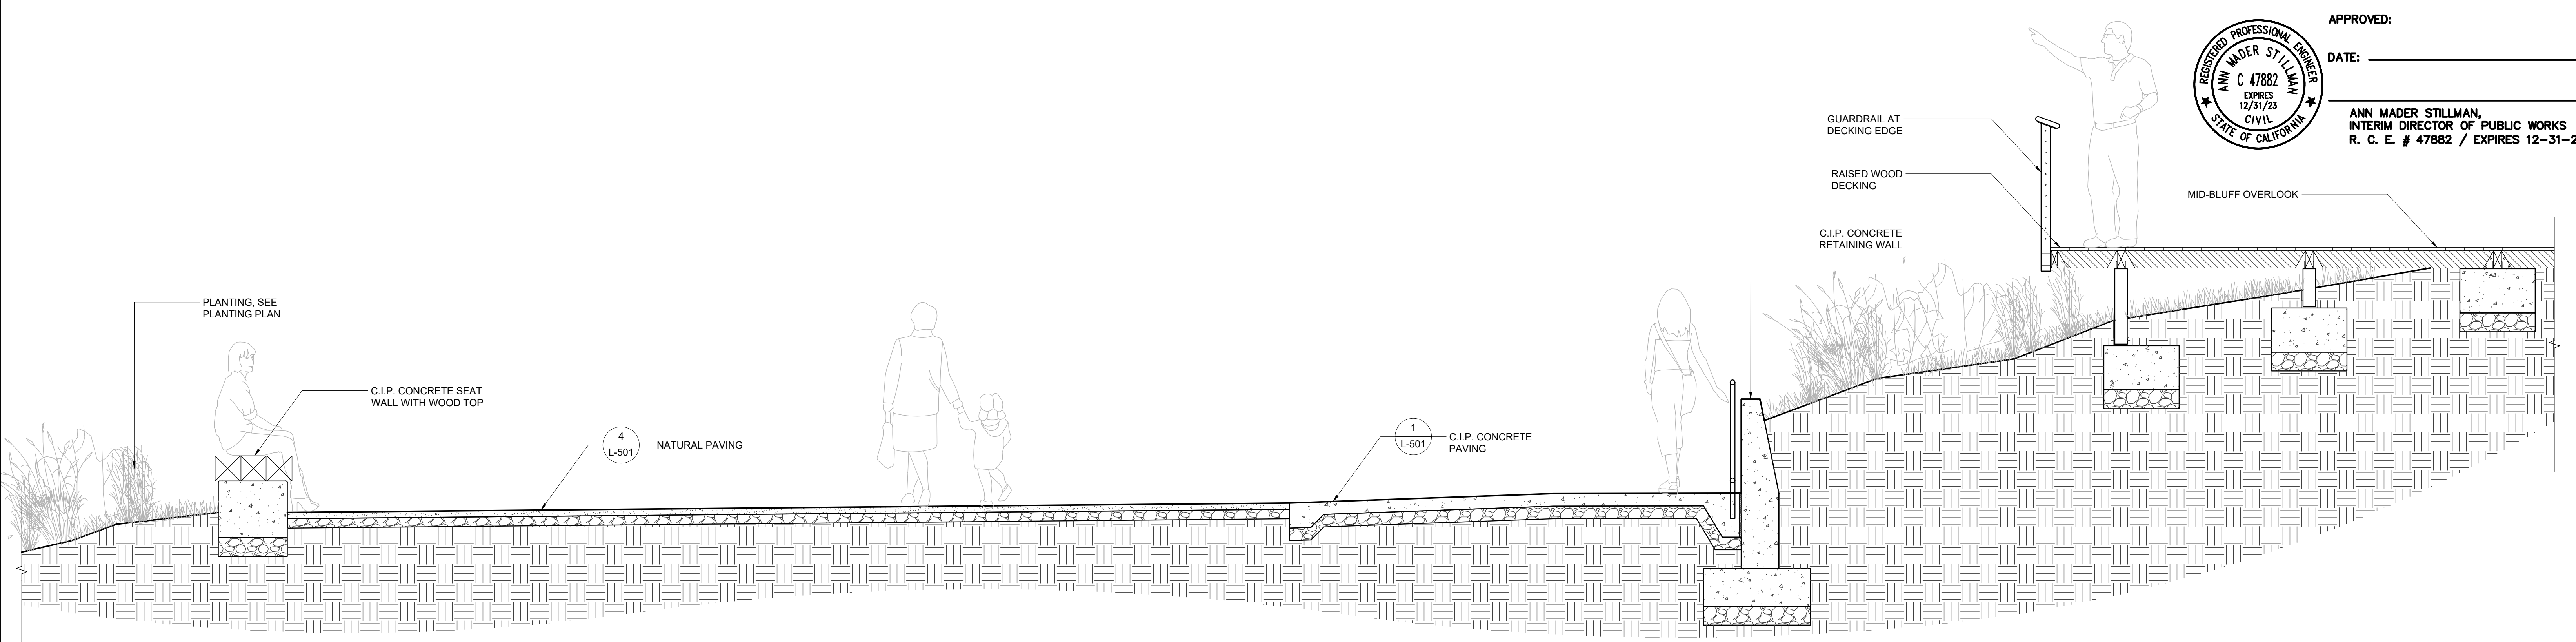 APPROVED:
DATE:
REGISTERED PROFESSIONAL ENGINEER
ANN MADER STILLMAN
C 47882
EXPIRES
12/31/23
CIVIL
STATE OF CALIFORNIA
ANN MADER STILLMAN,
INTERIM DIRECTOR OF PUBLIC WORKS
R. C. E. # 47882 / EXPIRES 12-31-2
GUARDRAIL AT
DECKING EDGE
RAISED WOOD
DECKING
MID-BLUFF OVERLOOK
C.I.P. CONCRETE
RETAINING WALL
PLANTING, SEE
PLANTING PLAN
C.I.P. CONCRETE SEAT
WALL WITH WOOD TOP
4
L-501
NATURAL PAVING
1
L-501
C.I.P. CONCRETE
PAVING